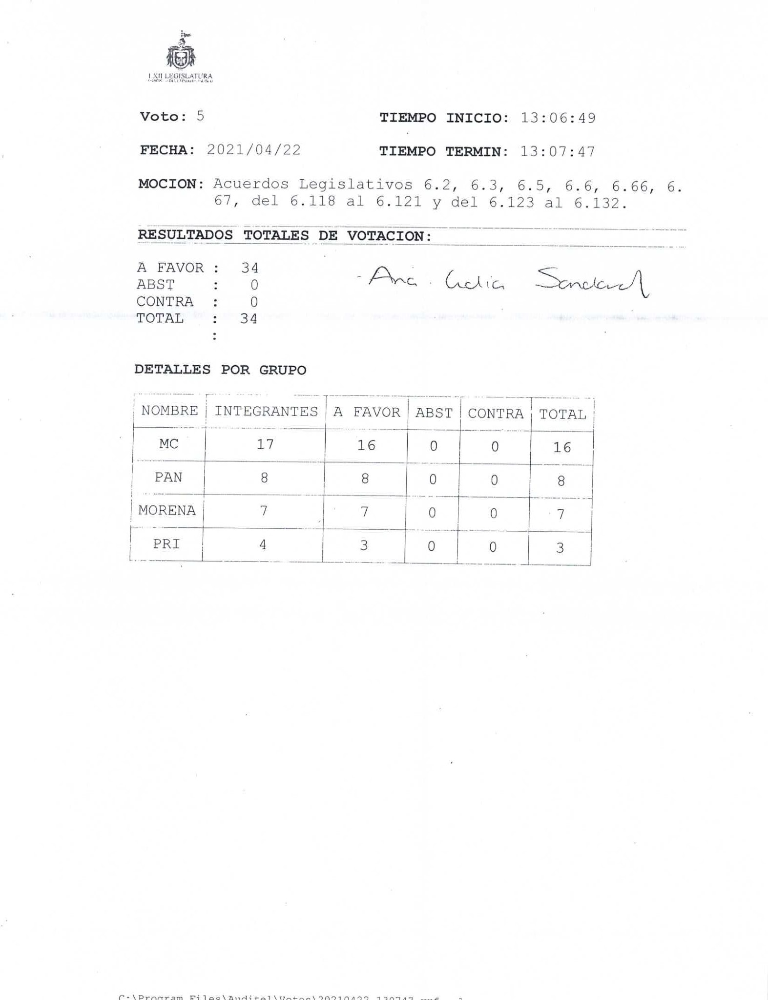 LXII LEGISLATURA
Voto: 5
TIEMPO INICIO: 13:06:49
FECHA: 2021/04/22
TIEMPO TERMIN: 13:07:47
MOCION: Acuerdos Legislativos 6.2, 6.3, 6.5, 6.6, 6.66, 6.
67, del 6.118 al 6.121 y del 6.123 al 6.132.
RESULTADOS TOTALES DE VOTACION:
A FAVOR : 34
ABST : 0
CONTRA : 0
TOTAL : 34
:
- Ana Lidia Sandoval
DETALLES POR GRUPO
NOMBRE INTEGRANTES A FAVOR ABST CONTRA TOTAL
MC 17 16 0 0 16
PAN 8 8 0 0 8
MORENA 7 7 0 0 7
PRI 4 3 0 0 3
C:\Program Files\Auditel\Votos\20210422_130747